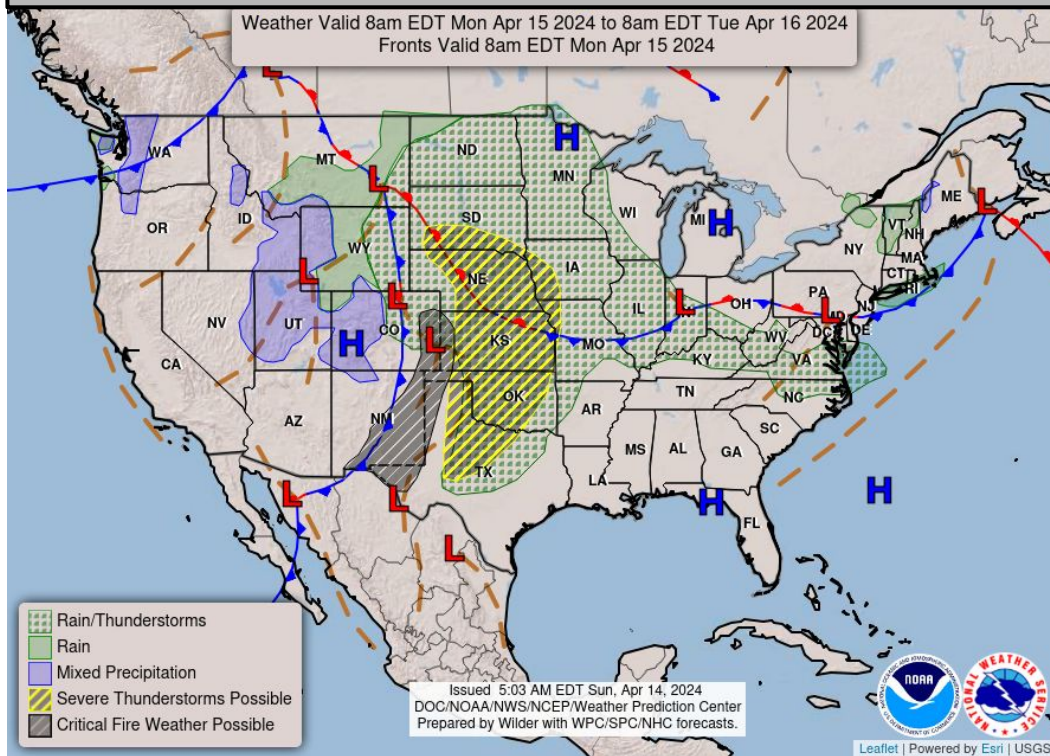 Weather Valid 8am EDT Mon Apr 15 2024 to 8am EDT Tue Apr 16 2024
Fronts Valid 8am EDT Mon Apr 15 2024
L
H
WA
MT
ND
MN
ME
L
L
OR
ID
SD
WI
MI
H
VT
NH
NY
MA
WY
CT
RI
L
NE
IA
PA
NJ
L
L
OH
L
MD
DE
DC
NV
UT
CO
L
IL
IN
H
KS
MO
WV
CA
KY
VA
TN
NC
AZ
NM
OK
AR
SC
MS
AL
GA
TX
LA
L
L
H
H
FL
L
Rain/Thunderstorms
Rain
Mixed Precipitation
Severe Thunderstorms Possible
Critical Fire Weather Possible
Issued 5:03 AM EDT Sun, Apr 14, 2024
DOC/NOAA/NWS/NCEP/Weather Prediction Center
Prepared by Wilder with WPC/SPC/NHC forecasts.
NOAA
NATIONAL WEATHER SERVICE
Leaflet | Powered by Esri | USGS